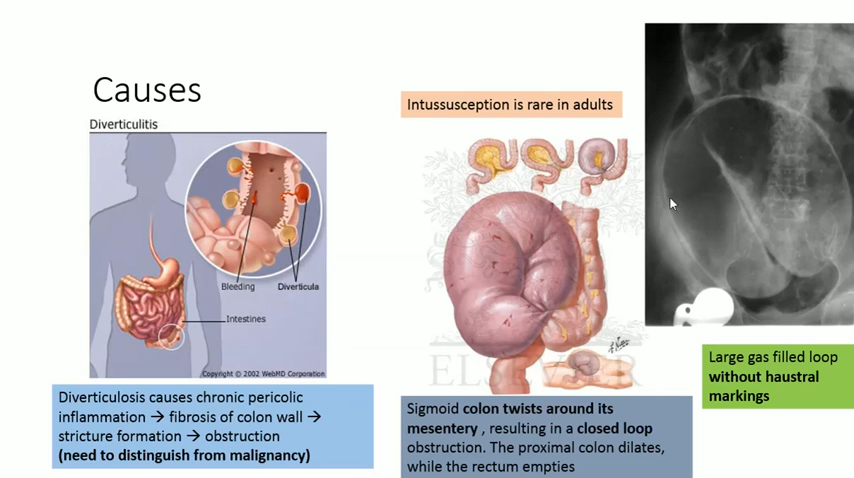 Causes
Diverticulitis
Bleeding
Diverticula
Intestines
Copyright © 2002 WebMD Corporation
Diverticulosis causes chronic pericolic
inflammation → fibrosis of colon wall →
stricture formation → obstruction
(need to distinguish from malignancy)
Intussusception is rare in adults
ELSEVIER
Sigmoid colon twists around its
mesentery , resulting in a closed loop
obstruction. The proximal colon dilates,
while the rectum empties
Large gas filled loop
without haustral
markings